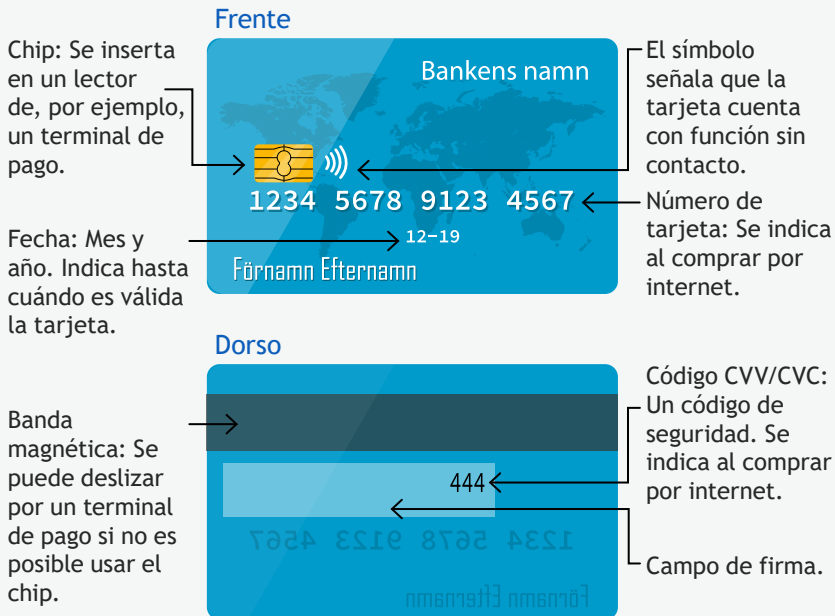 Frente
Chip: Se inserta
en un lector
de, por ejemplo,
un terminal de
pago.
Fecha: Mes y
año. Indica hasta
cuándo es válida
la tarjeta.
Bankens namn
1234 5678 9123 4567
12-19
Förnamn Efternamn
El símbolo
señala que la
tarjeta cuenta
con función sin
contacto.
Número de
tarjeta: Se indica
al comprar por
internet.
Dorso
Banda
magnética: Se
puede deslizar
por un terminal
de pago si no es
posible usar el
chip.
444
1234 5678 9123 4567
Förnamn Efternamn
Código CVV/CVC:
Un código de
seguridad. Se
indica al comprar
por internet.
Campo de firma.